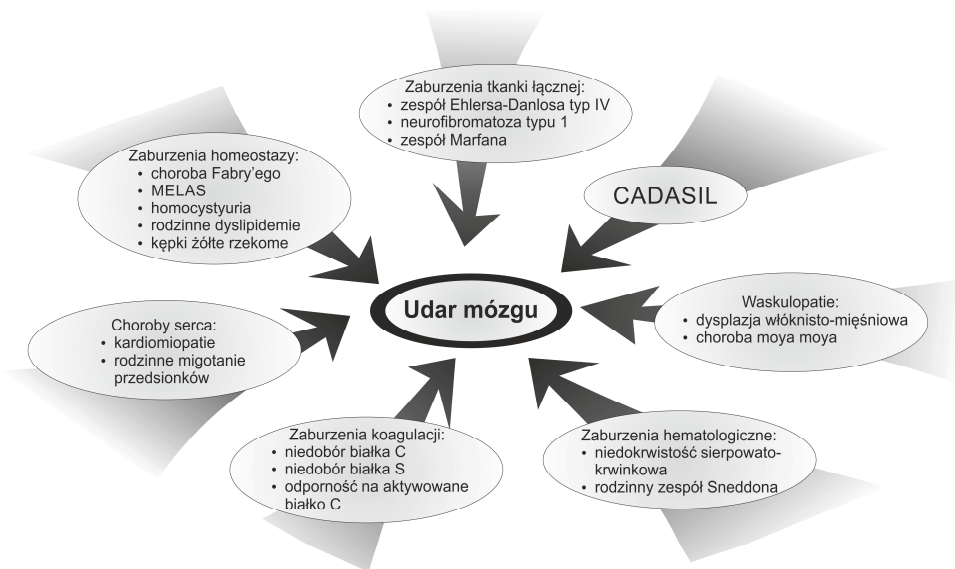 Zaburzenia tkanki łącznej:
• zespół Ehlersa-Danlosa typ IV
• neurofibromatoza typu 1
• zespół Marfana
Zaburzenia homeostazy:
• choroba Fabry’ego
• MELAS
• homocystyuria
• rodzinne dyslipidemie
• kępki żółte rzekome
CADASIL
Udar mózgu
Waskulopatie:
• dysplazja włóknisto-mięśniowa
• choroba moya moya
Choroby serca:
• kardiomiopatie
• rodzinne migotanie
przedsionków
Zaburzenia koagulacji:
• niedobór białka C
• niedobór białka S
• odporność na aktywowane
białko C
Zaburzenia hematologiczne:
• niedokrwistość sierpowato-
krwinkowa
• rodzinny zespół Sneddona